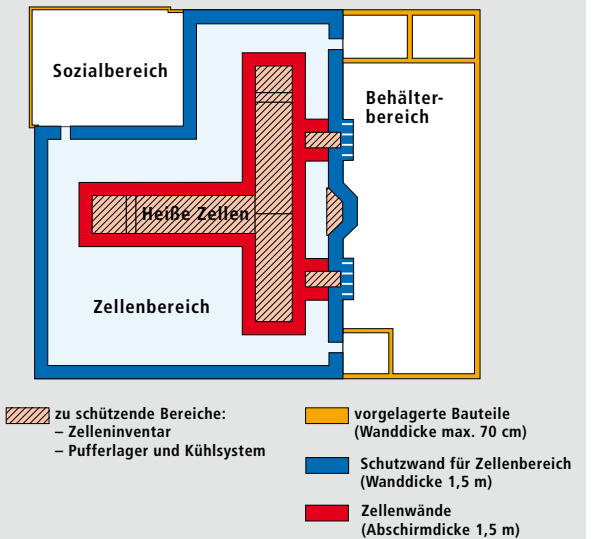 Sozialbereich
Behälter-
bereich
Heiße Zellen
Zellenbereich
zu schützende Bereiche:
– Zelleninventar
– Pufferlager und Kühlsystem
vorgelagerte Bauteile
(Wanddicke max. 70 cm)
Schutzwand für Zellenbereich
(Wanddicke 1,5 m)
Zellenwände
(Abschirmdicke 1,5 m)